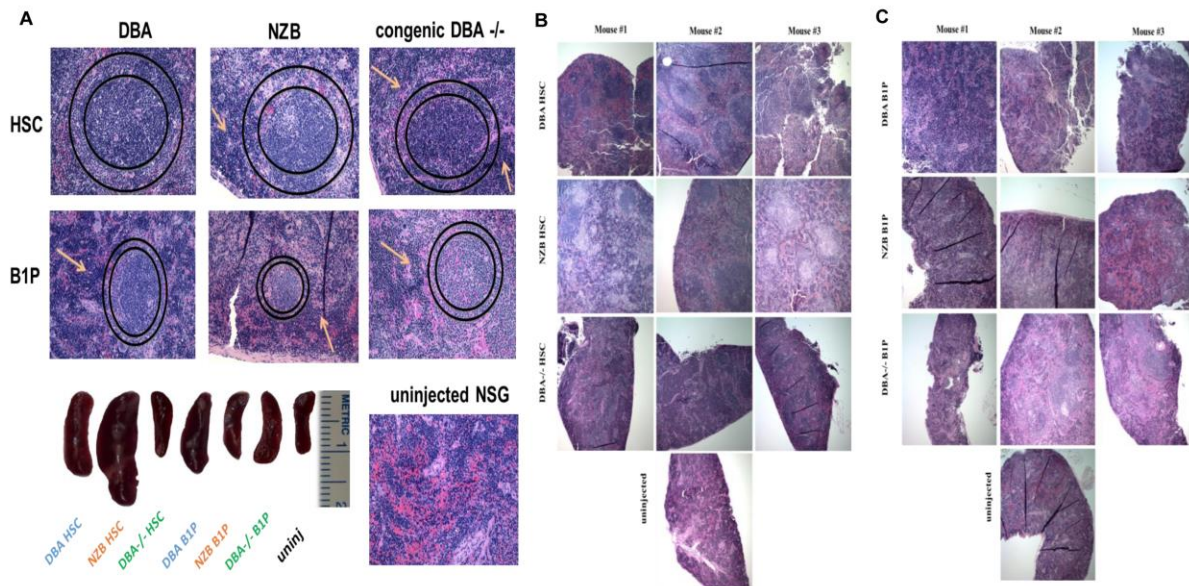 A
DBA NZB congenic DBA -/-
HSC
B1P
uninjected NSG
METRIC 1 2
DBA HSC
NZB HSC
DBA-/- HSC
DBA B1P
NZB B1P
DBA-/- B1P
uninj
B
Mouse #1 Mouse #2 Mouse #3
DBA HSC
NZB HSC
DBA-/- HSC
uninjected
C
Mouse #1 Mouse #2 Mouse #3
DBA B1P
NZB B1P
DBA-/- B1P
uninjected